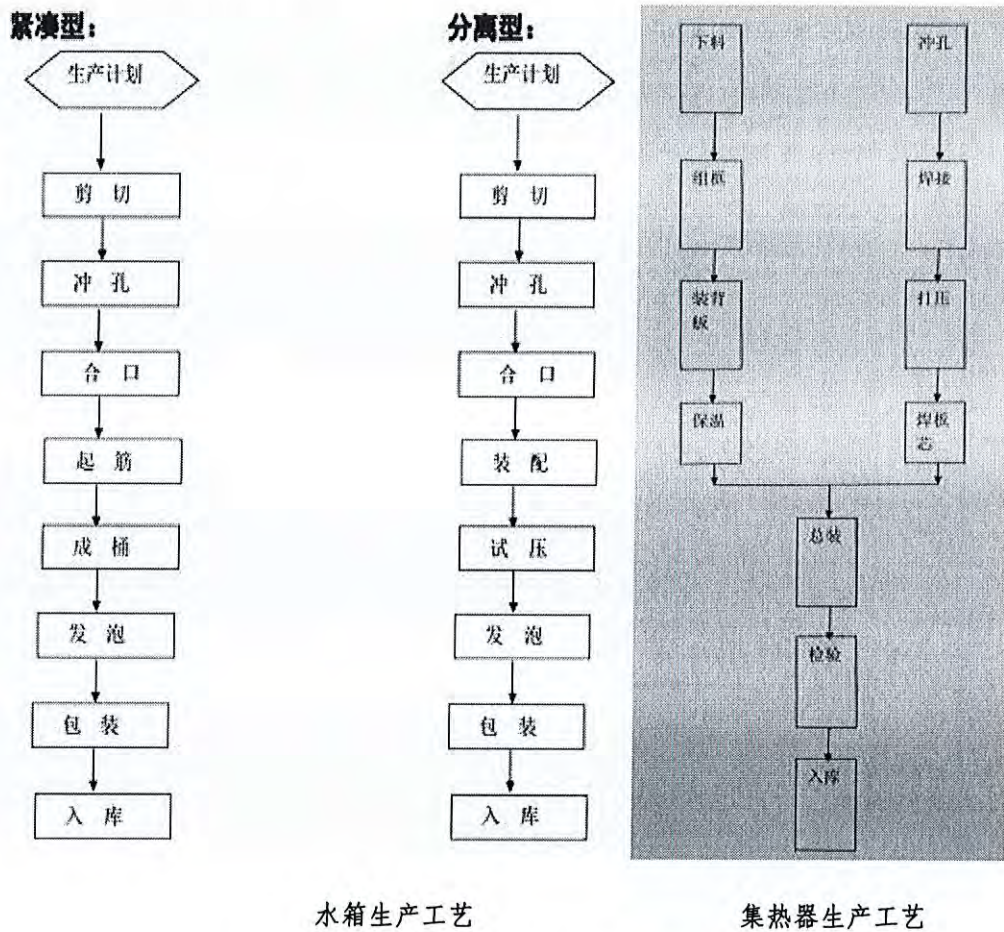 紧凑型：
生产计划
剪 切
冲 孔
合 口
起 筋
成 桶
发 泡
包 装
入 库
分离型：
生产计划
剪 切
冲 孔
合 口
装 配
试 压
发 泡
包 装
入 库
水箱生产工艺
下料
组框
装背
板
保温
冲孔
焊接
打压
焊板
芯
总装
检验
入库
集热器生产工艺